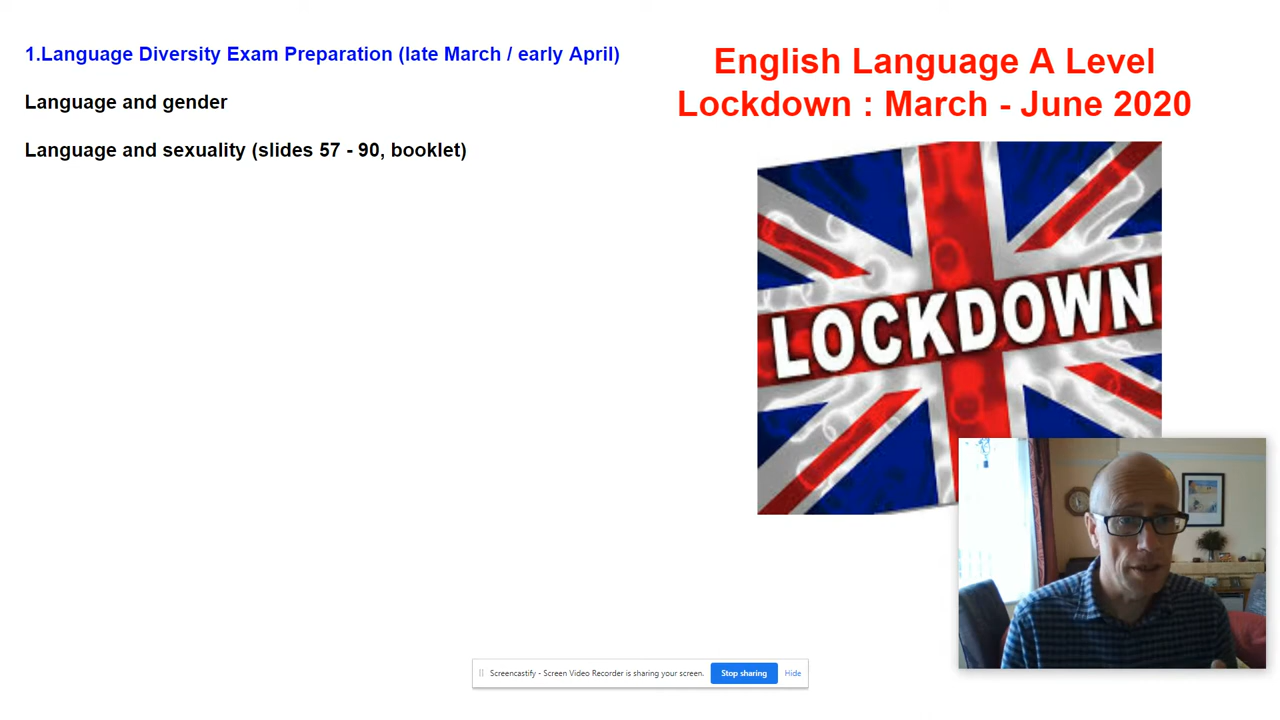 1.Language Diversity Exam Preparation (late March / early April)
Language and gender
Language and sexuality (slides 57 - 90, booklet)
English Language A Level
Lockdown : March - June 2020
LOCKDOWN
Screencastify - Screen Video Recorder is sharing your screen.
Stop sharing
Hide